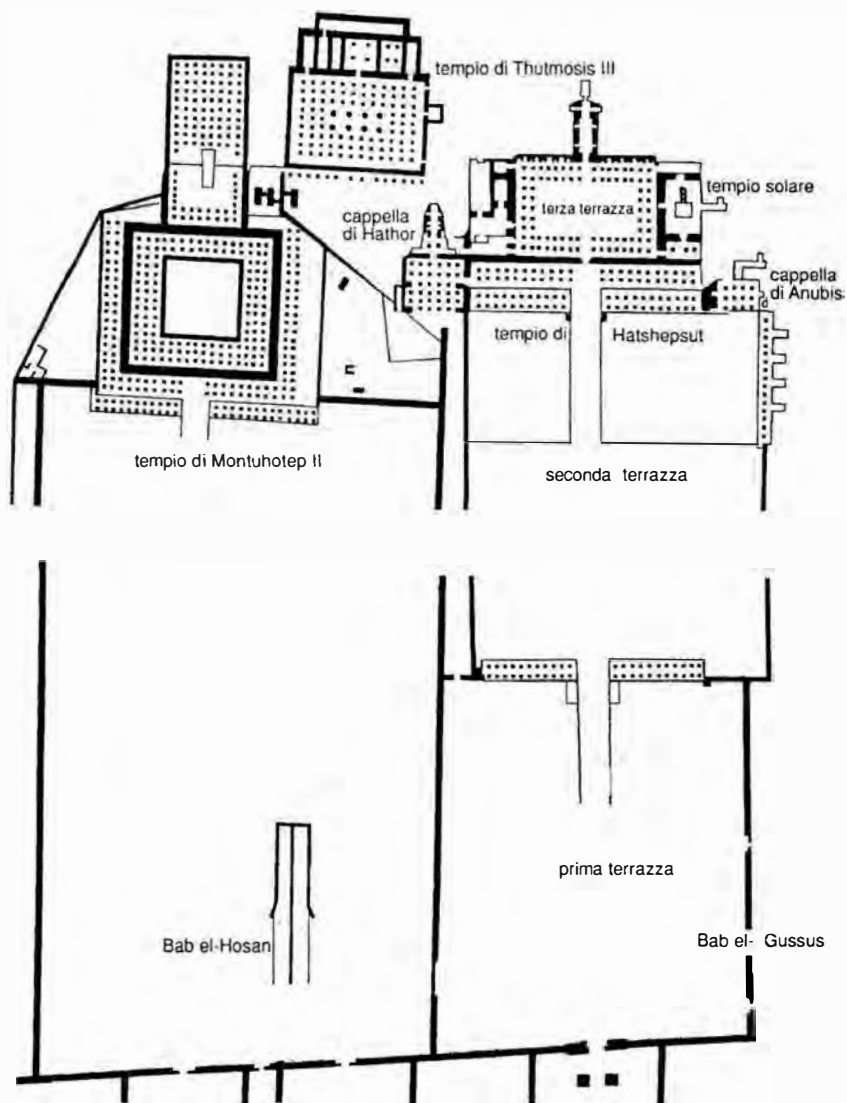 tempio di Thutmosis III
tempio solare
cappella
di Hathor
terza terrazza
cappella
di Anubis
tempio di Hatshepsut
tempio di Montuhotep II
seconda terrazza
prima terrazza
Bab el-Hosan
Bab el- Gussus